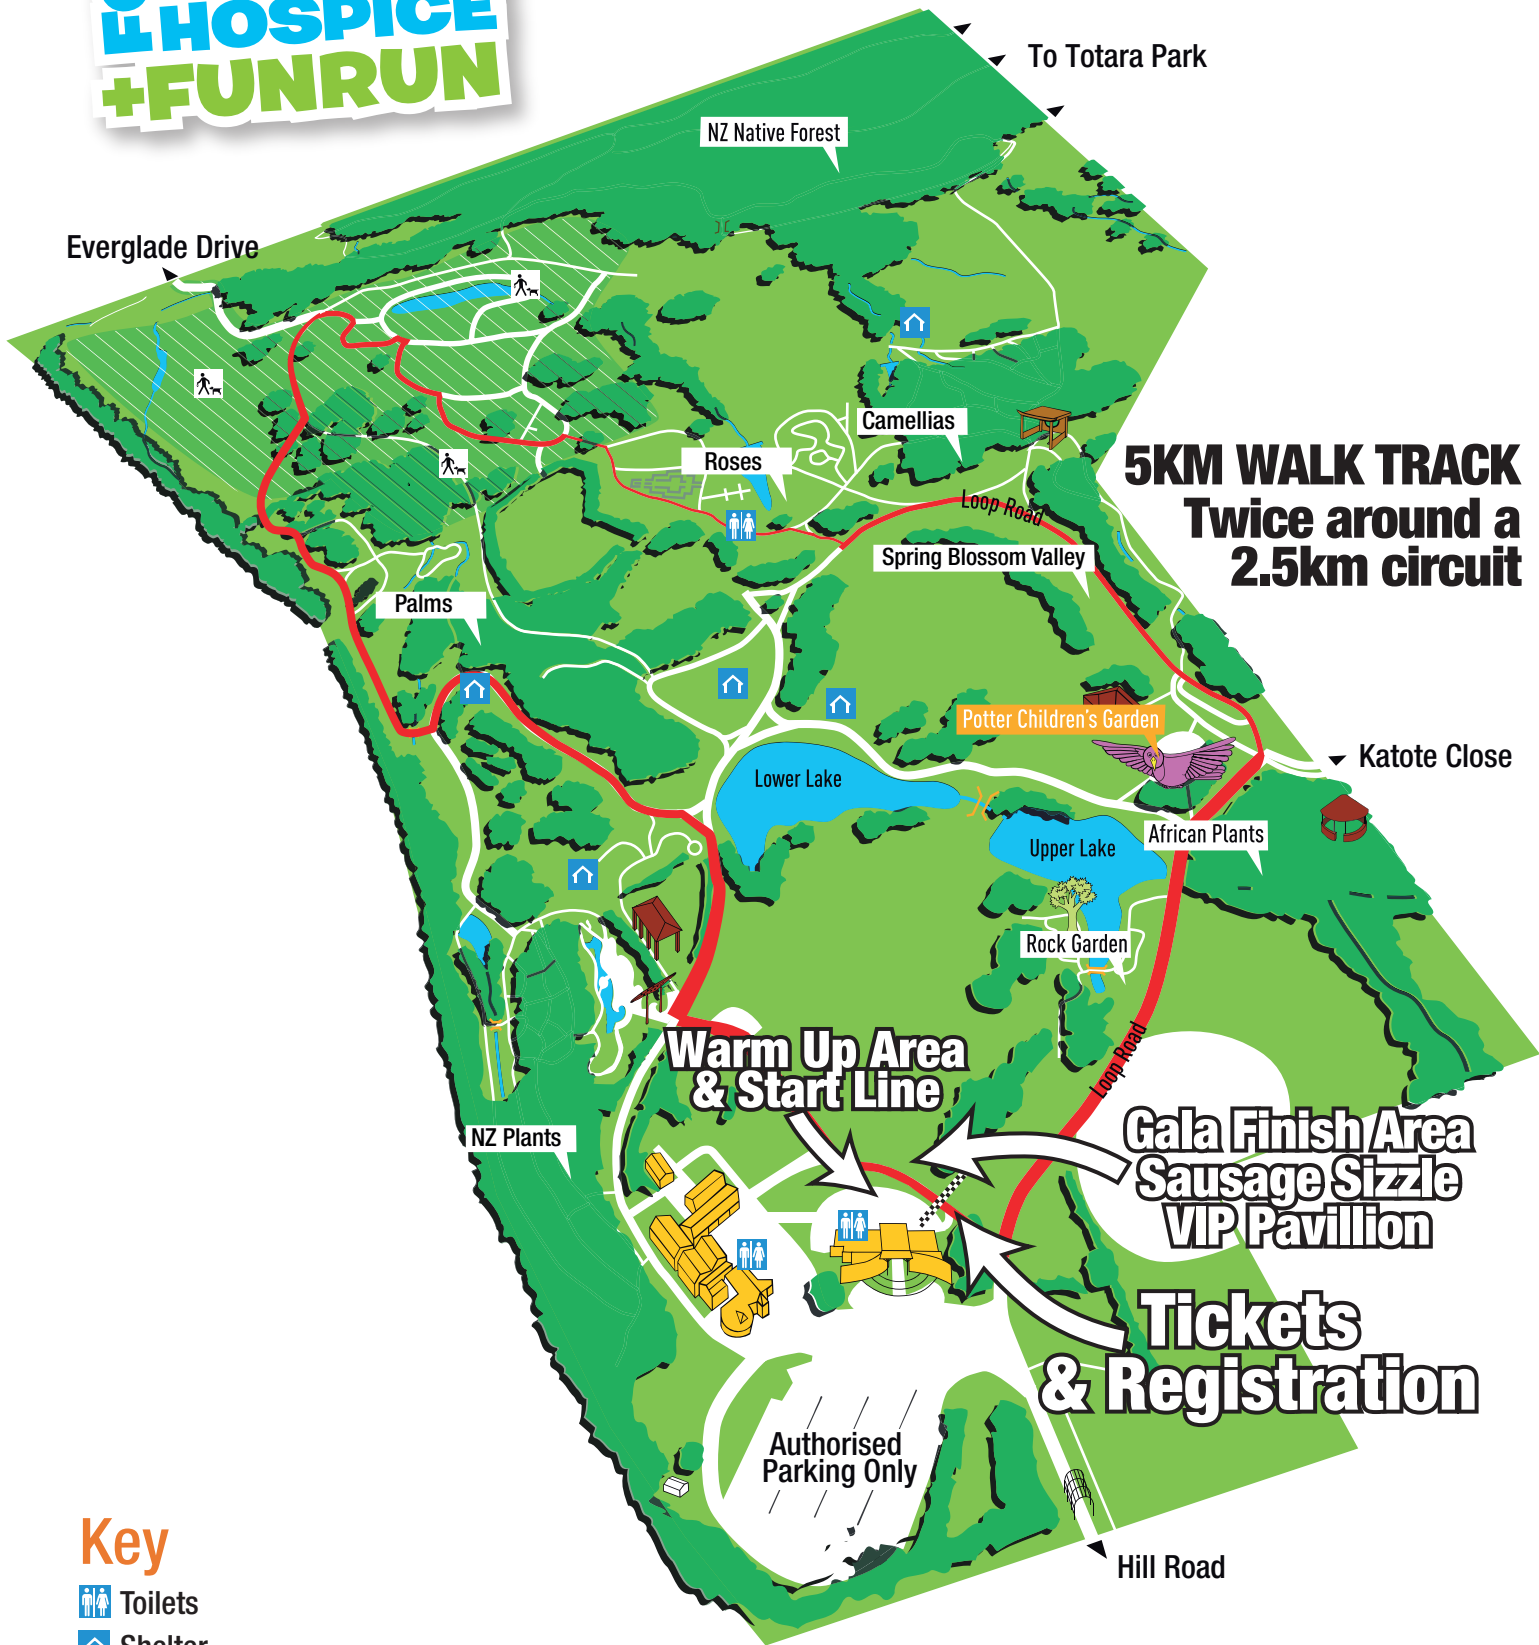 HOSPICE
+FUNRUN
To Totara Park
NZ Native Forest
Everglade Drive
Camellias
Roses
5KM WALK TRACK
Twice around a
2.5km circuit
Loop Road
Spring Blossom Valley
Palms
Potter Children's Garden
Katote Close
Lower Lake
African Plants
Upper Lake
Rock Garden
Loop Road
Warm Up Area
& Start Line
NZ Plants
Gala Finish Area
Sausage Sizzle
VIP Pavillion
Tickets
& Registration
Authorised
Parking Only
Hill Road
Key
Toilets
Shelter